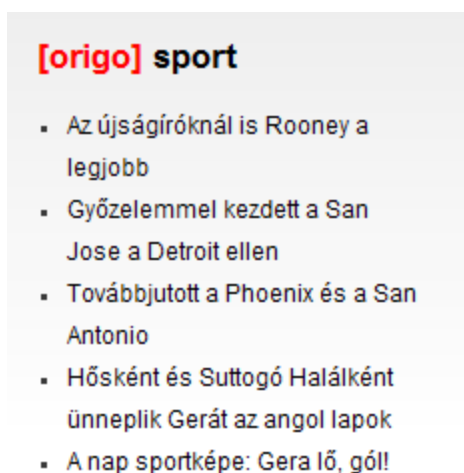 [origo] sport
Az újságíróknál is Rooney a
legjobb
Győzelemmel kezdett a San
Jose a Detroit ellen
Továbbjutott a Phoenix és a San
Antonio
Hősként és Suttogó Halálként
ünneplik Gerát az angol lapok
A nap sportképe: Gera lő, gól!